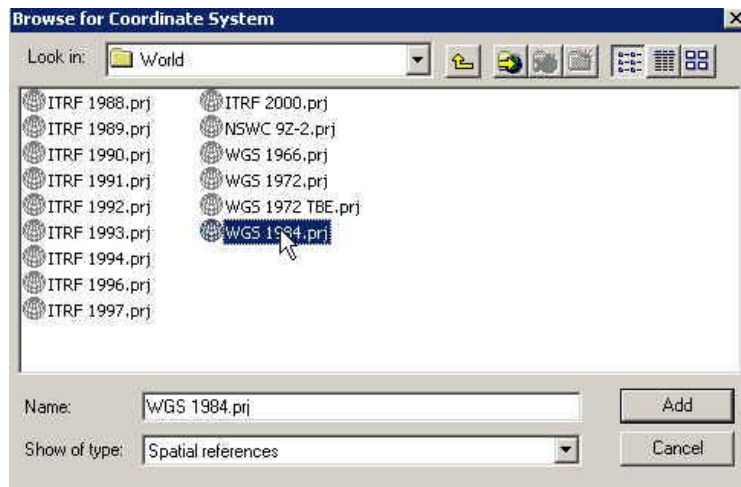 Browse for Coordinate System
Look in: World
ITRF 1988.prj
ITRF 1989.prj
ITRF 1990.prj
ITRF 1991.prj
ITRF 1992.prj
ITRF 1993.prj
ITRF 1994.prj
ITRF 1996.prj
ITRF 1997.prj
ITRF 2000.prj
NSWC 9Z-2.prj
WGS 1966.prj
WGS 1972.prj
WGS 1972 TBE.prj
WGS 1984.prj
Name: WGS 1984.prj Add
Show of type: Spatial references Cancel